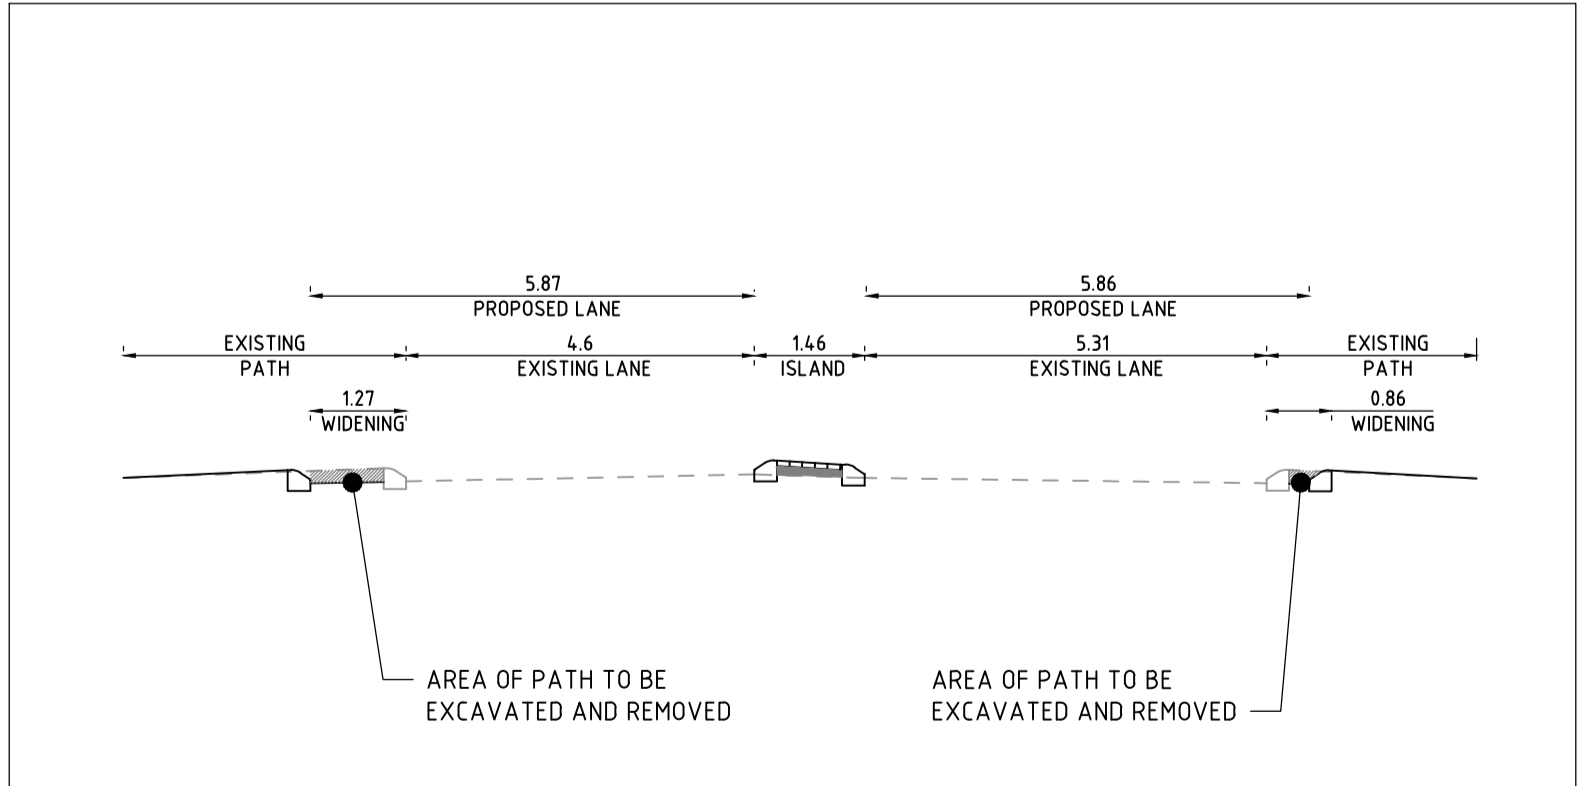 5.87
PROPOSED LANE
5.86
PROPOSED LANE
EXISTING
PATH
4.6
EXISTING LANE
1.46
ISLAND
5.31
EXISTING LANE
EXISTING
PATH
1.27
WIDENING
0.86
WIDENING
AREA OF PATH TO BE
EXCAVATED AND REMOVED
AREA OF PATH TO BE
EXCAVATED AND REMOVED